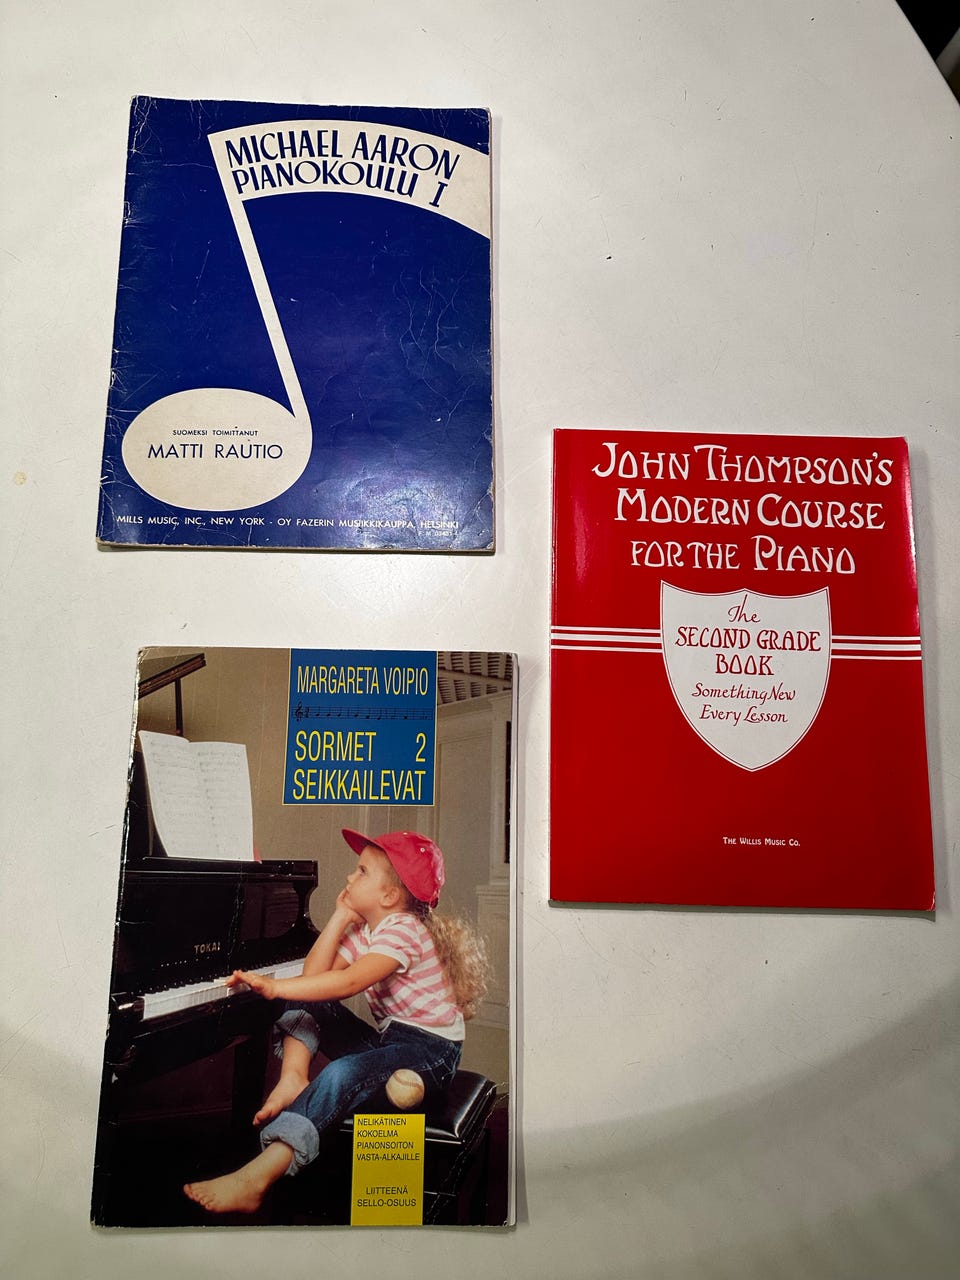 MICHAEL AARON
PIANOKOULU I
SUOMEKSI TOIMITTANUT
MATTI RAUTIO
MILLS MUSIC, INC., NEW YORK - OY FAZERIN MUSIIKKIKAUPPA, HELSINKI
JOHN THOMPSON'S
MODERN COURSE
FOR THE PIANO
The
SECOND GRADE
BOOK
Something New
Every Lesson
THE WILLIS MUSIC CO.
MARGARETA VOIPIO
SORMET 2
SEIKKAILEVAT
TOKAI
NELIKÄTINEN
KOKOELMA
PIANONSOITON
VASTA-ALKAJILLE
LIITTEENÄ
SELLO-OSUUS